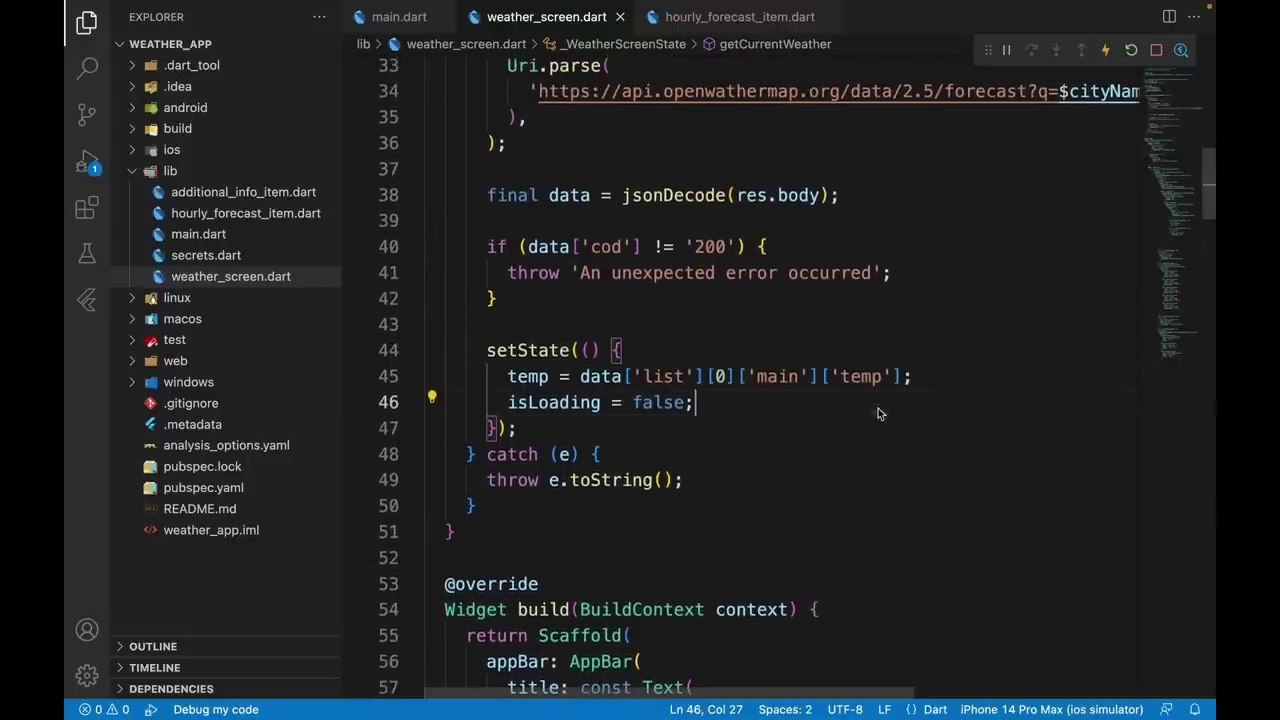 EXPLORER
main.dart
weather_screen.dart
hourly_forecast_item.dart
WEATHER_APP
lib
weather_screen.dart
_WeatherScreenState
getCurrentWeather
.dart_tool
.idea
android
build
ios
lib
additional_info_item.dart
hourly_forecast_item.dart
main.dart
secrets.dart
weather_screen.dart
linux
macos
test
web
windows
.gitignore
.metadata
analysis_options.yaml
pubspec.lock
pubspec.yaml
README.md
weather_app.iml
OUTLINE
TIMELINE
DEPENDENCIES
1
33 Uri.parse(
34 'https://api.openwathermap.org/data/2.5/forecast?q=$cityNam
35 ),
36 );
37
38 final data = jsonDecode(res.body);
39
40 if (data['cod'] != '200') {
41 throw 'An unexpected error occurred';
42 }
43
44 setState(() {
45 temp = data['list'][0]['main']['temp'];
46 isLoading = false;
47 });
48 } catch (e) {
49 throw e.toString();
50 }
51 }
52
53 @override
54 Widget build(BuildContext context) {
55 return Scaffold(
56 appBar: AppBar(
57 title: const Text(
0 0 Debug my code Ln 46, Col 27 Spaces: 2 UTF-8 LF {} Dart iPhone 14 Pro Max (ios simulator)